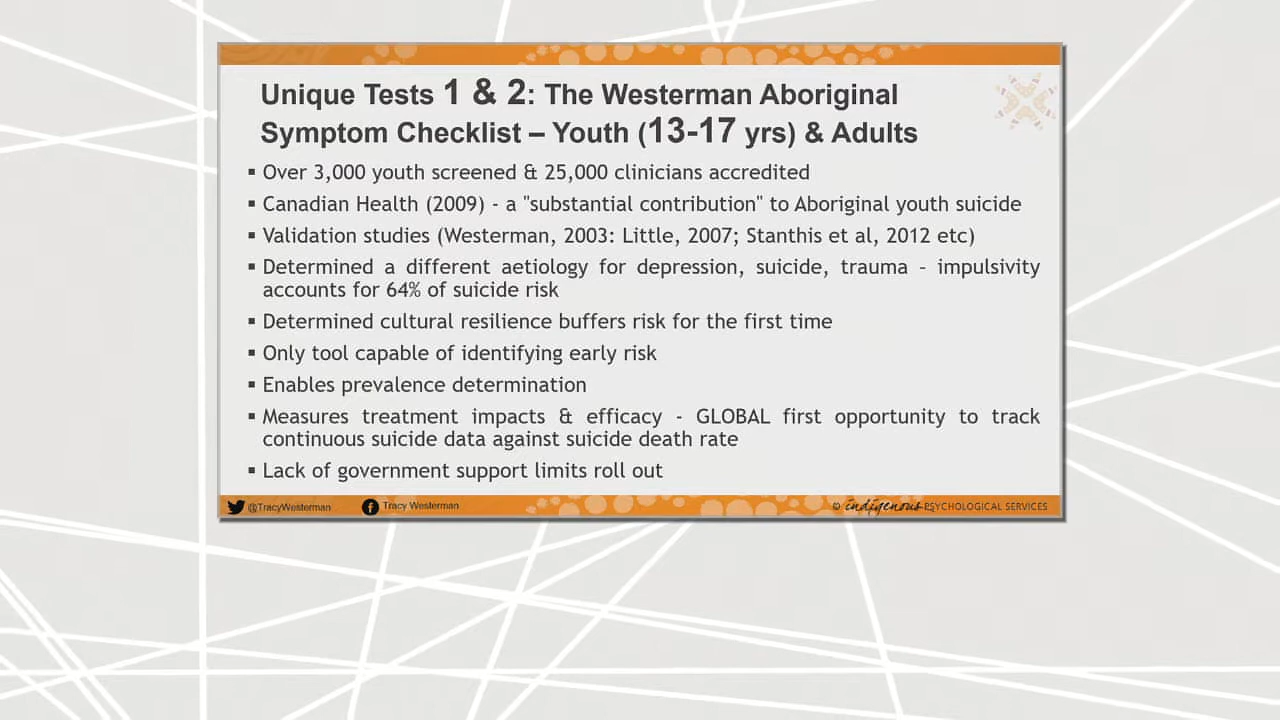 Unique Tests 1 & 2: The Westerman Aboriginal
Symptom Checklist – Youth (13-17 yrs) & Adults
▪ Over 3,000 youth screened & 25,000 clinicians accredited
▪ Canadian Health (2009) - a "substantial contribution" to Aboriginal youth suicide
▪ Validation studies (Westerman, 2003: Little, 2007; Stanthis et al, 2012 etc)
▪ Determined a different aetiology for depression, suicide, trauma – impulsivity
accounts for 64% of suicide risk
▪ Determined cultural resilience buffers risk for the first time
▪ Only tool capable of identifying early risk
▪ Enables prevalence determination
▪ Measures treatment impacts & efficacy - GLOBAL first opportunity to track
continuous suicide data against suicide death rate
▪ Lack of government support limits roll out
@TracyWesterman Tracy Westerman © indigenous PSYCHOLOGICAL SERVICES